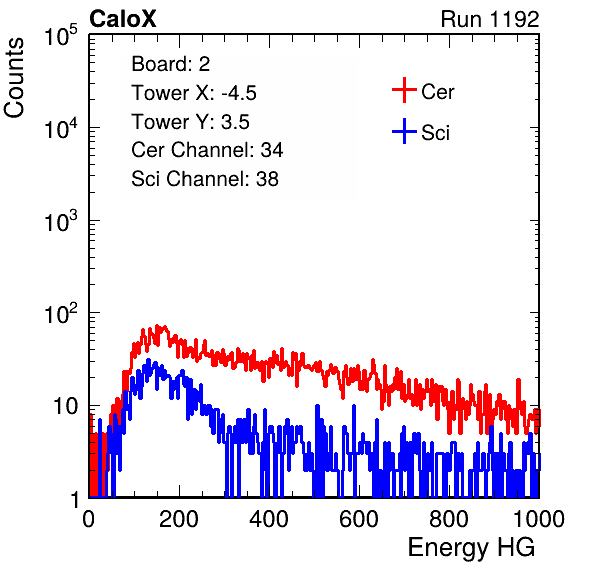 CaloX Run 1192
Counts
Board: 2
Tower X: -4.5
Tower Y: 3.5
Cer Channel: 34
Sci Channel: 38
Cer
Sci
10^5
10^4
10^3
10^2
10
1
0 200 400 600 800 1000
Energy HG